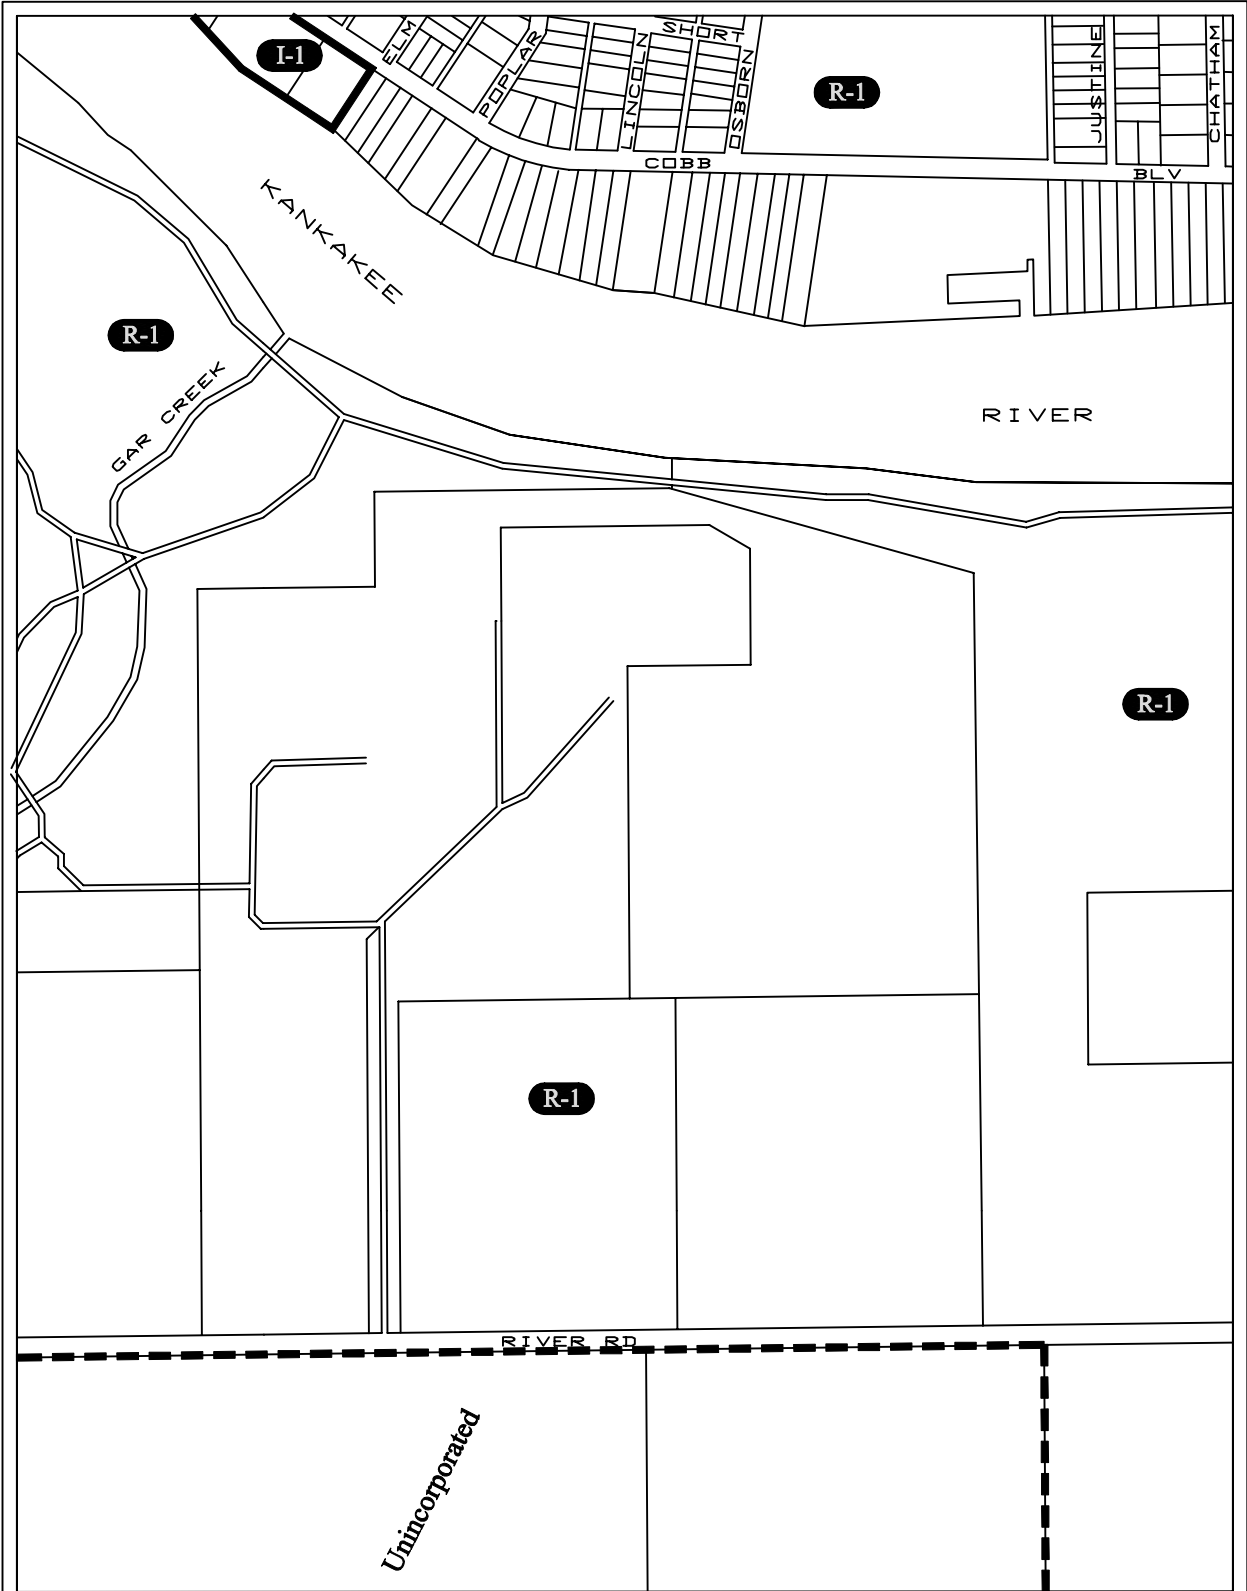 I-1
ELM
POPLAR
LINCOLN
SHORT
OSBORN
R-1
JUSTINE
CHATHAM
COBB
BLV
KANKAKEE
R-1
GAR CREEK
RIVER
R-1
R-1
RIVER RD
Unincorporated